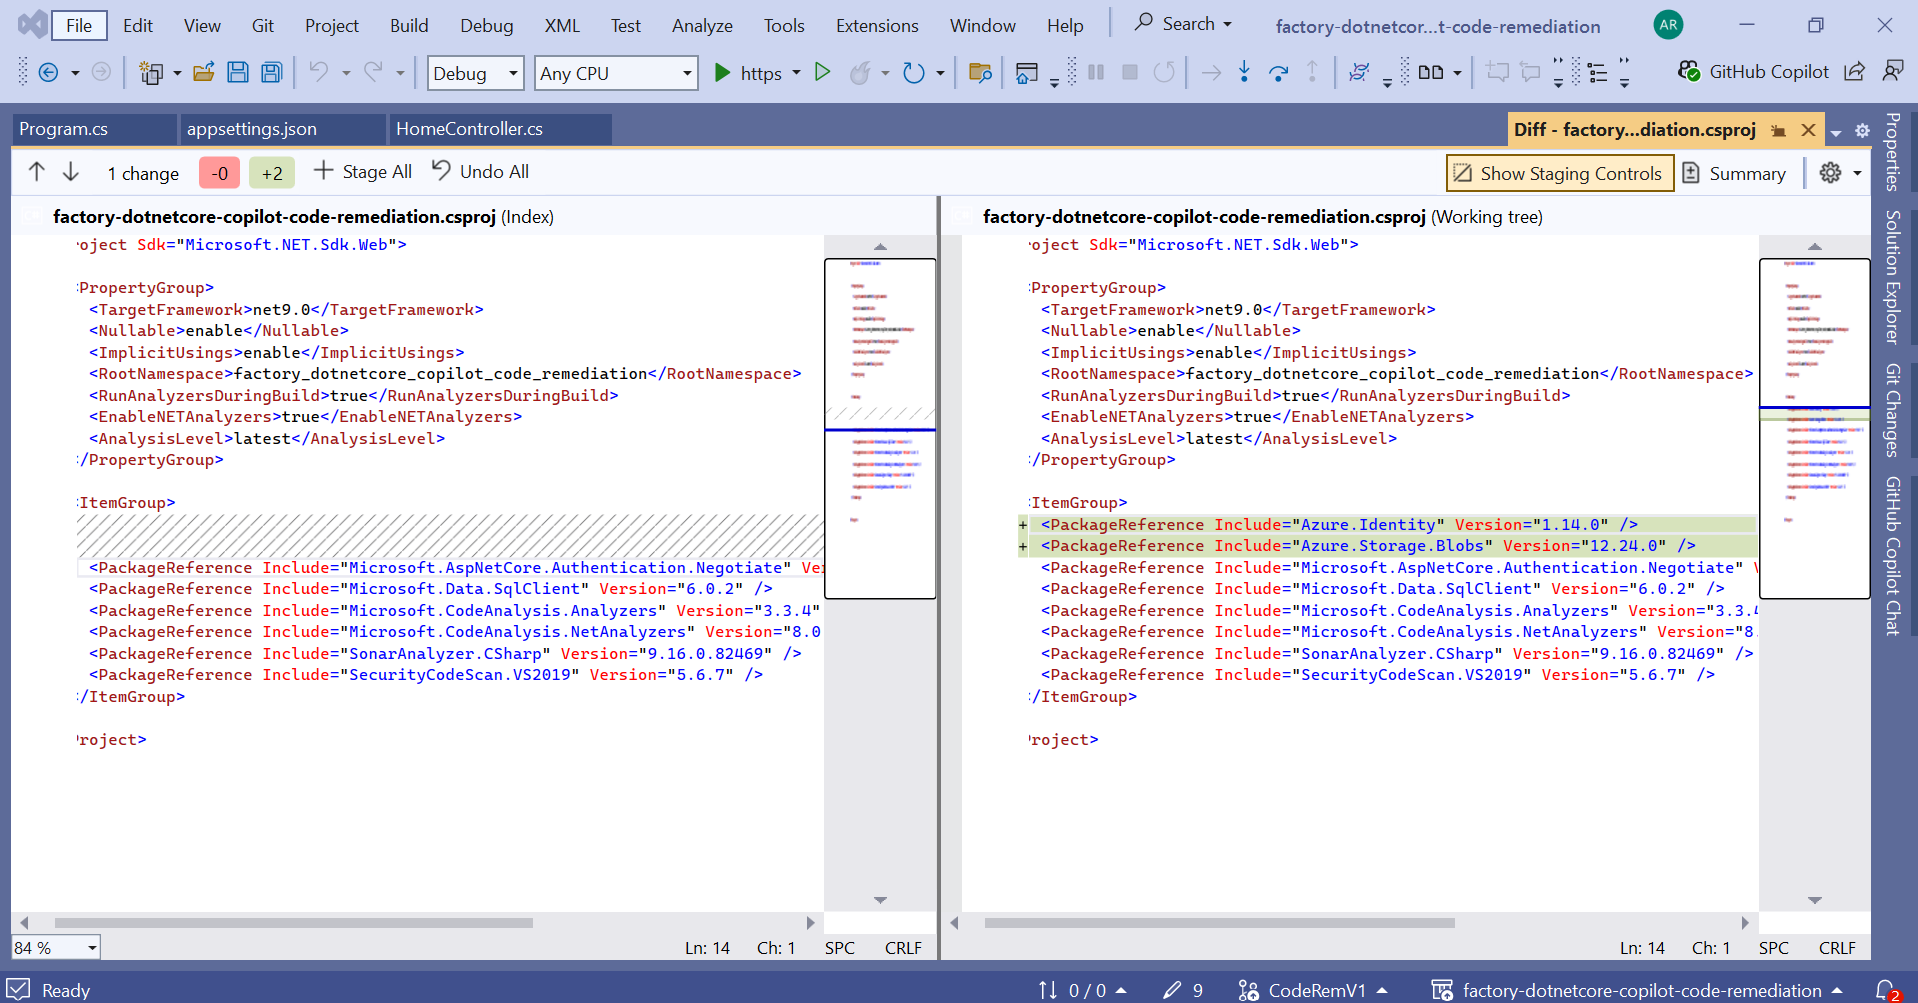 File Edit View Git Project Build Debug XML Test Analyze Tools Extensions Window Help Search factory-dotnetcor...t-code-remediation AR
Debug Any CPU https GitHub Copilot
Program.cs appsettings.json HomeController.cs Diff - factory...diation.csproj
1 change -0 +2 Stage All Undo All Show Staging Controls Summary
factory-dotnetcore-copilot-code-remediation.csproj (Index)
oject Sdk="Microsoft.NET.Sdk.Web">
PropertyGroup>
<TargetFramework>net9.0</TargetFramework>
<Nullable>enable</Nullable>
<ImplicitUsings>enable</ImplicitUsings>
<RootNamespace>factory_dotnetcore_copilot_code_remediation</RootNamespace>
<RunAnalyzersDuringBuild>true</RunAnalyzersDuringBuild>
<EnableNETAnalyzers>true</EnableNETAnalyzers>
<AnalysisLevel>latest</AnalysisLevel>
/PropertyGroup>
ItemGroup>
<PackageReference Include="Microsoft.AspNetCore.Authentication.Negotiate" Ve
<PackageReference Include="Microsoft.Data.SqlClient" Version="6.0.2" />
<PackageReference Include="Microsoft.CodeAnalysis.Analyzers" Version="3.3.4"
<PackageReference Include="Microsoft.CodeAnalysis.NetAnalyzers" Version="8.0
<PackageReference Include="SonarAnalyzer.CSharp" Version="9.16.0.82469" />
<PackageReference Include="SecurityCodeScan.VS2019" Version="5.6.7" />
/ItemGroup>
roject>
84 % Ln: 14 Ch: 1 SPC CRLF
factory-dotnetcore-copilot-code-remediation.csproj (Working tree)
oject Sdk="Microsoft.NET.Sdk.Web">
PropertyGroup>
<TargetFramework>net9.0</TargetFramework>
<Nullable>enable</Nullable>
<ImplicitUsings>enable</ImplicitUsings>
<RootNamespace>factory_dotnetcore_copilot_code_remediation</RootNamespace>
<RunAnalyzersDuringBuild>true</RunAnalyzersDuringBuild>
<EnableNETAnalyzers>true</EnableNETAnalyzers>
<AnalysisLevel>latest</AnalysisLevel>
/PropertyGroup>
ItemGroup>
+ <PackageReference Include="Azure.Identity" Version="1.14.0" />
+ <PackageReference Include="Azure.Storage.Blobs" Version="12.24.0" />
<PackageReference Include="Microsoft.AspNetCore.Authentication.Negotiate"
<PackageReference Include="Microsoft.Data.SqlClient" Version="6.0.2" />
<PackageReference Include="Microsoft.CodeAnalysis.Analyzers" Version="3.3.4
<PackageReference Include="Microsoft.CodeAnalysis.NetAnalyzers" Version="8.
<PackageReference Include="SonarAnalyzer.CSharp" Version="9.16.0.82469" />
<PackageReference Include="SecurityCodeScan.VS2019" Version="5.6.7" />
/ItemGroup>
roject>
Ln: 14 Ch: 1 SPC CRLF
Properties
Solution Explorer
Git Changes
GitHub Copilot Chat
Ready 0 / 0 9 CodeRemV1 factory-dotnetcore-copilot-code-remediation 2